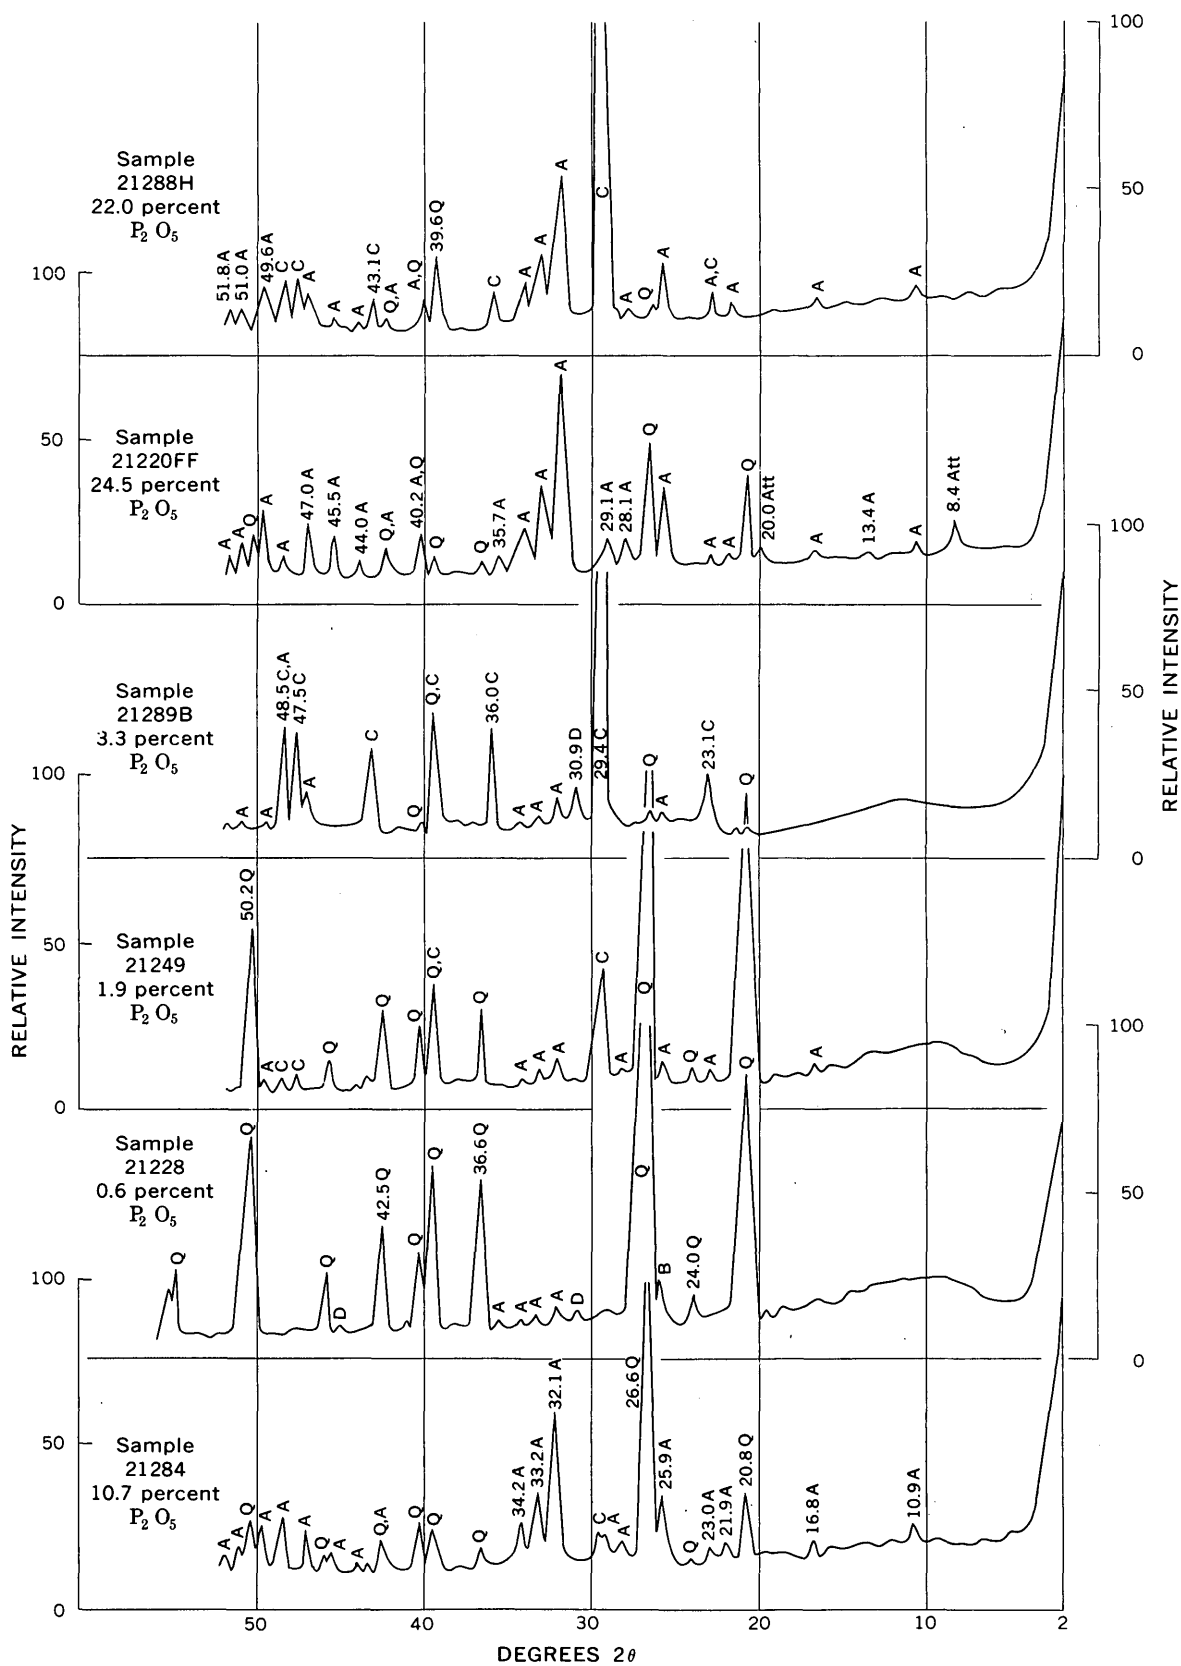 100
50
0
Sample
21288H
22.0 percent
P2 O5
100
51.8 A
51.0 A
49.6 A
C
C
A
A
A
43.1 C
Q,A
A,Q
39.6 Q
C
A
A
A
C
A
Q
A
A,C
A
A
A
Sample
21220FF
24.5 percent
P2 O5
50
0
A
A
Q
A
A
47.0 A
45.5 A
44.0 A
Q,A
40.2 A,Q
Q
Q
35.7 A
A
A
A
29.1 A
28.1 A
Q
A
A
A
Q
20.0 Att
A
13.4 A
A
8.4 Att
100
50
0
RELATIVE INTENSITY
Sample
21289B
3.3 percent
P2 O5
100
A
A
48.5 C,A
47.5 C
A
C
Q
Q,C
36.0 C
A
A
A
30.9 D
29.4 C
Q
A
23.1 C
Q
RELATIVE INTENSITY
Sample
21249
1.9 percent
P2 O5
50
0
50.2 Q
A
C
C
Q
Q
Q
Q,C
Q
A
A
A
C
A
Q
A
Q
A
A
100
50
0
Sample
21228
0.6 percent
P2 O5
100
Q
Q
Q
D
42.5 Q
Q
Q
36.6 Q
A
A
A
A
D
Q
B
24.0 Q
Q
Sample
21284
10.7 percent
P2 O5
50
0
A
A
Q
A
A
A
Q
A
A
Q,A
Q
Q
Q
34.2 A
33.2 A
32.1 A
C
A
A
26.6 Q
25.9 A
Q
23.0 A
21.9 A
20.8 Q
16.8 A
10.9 A
50 40 30 20 10 2
DEGREES 2θ